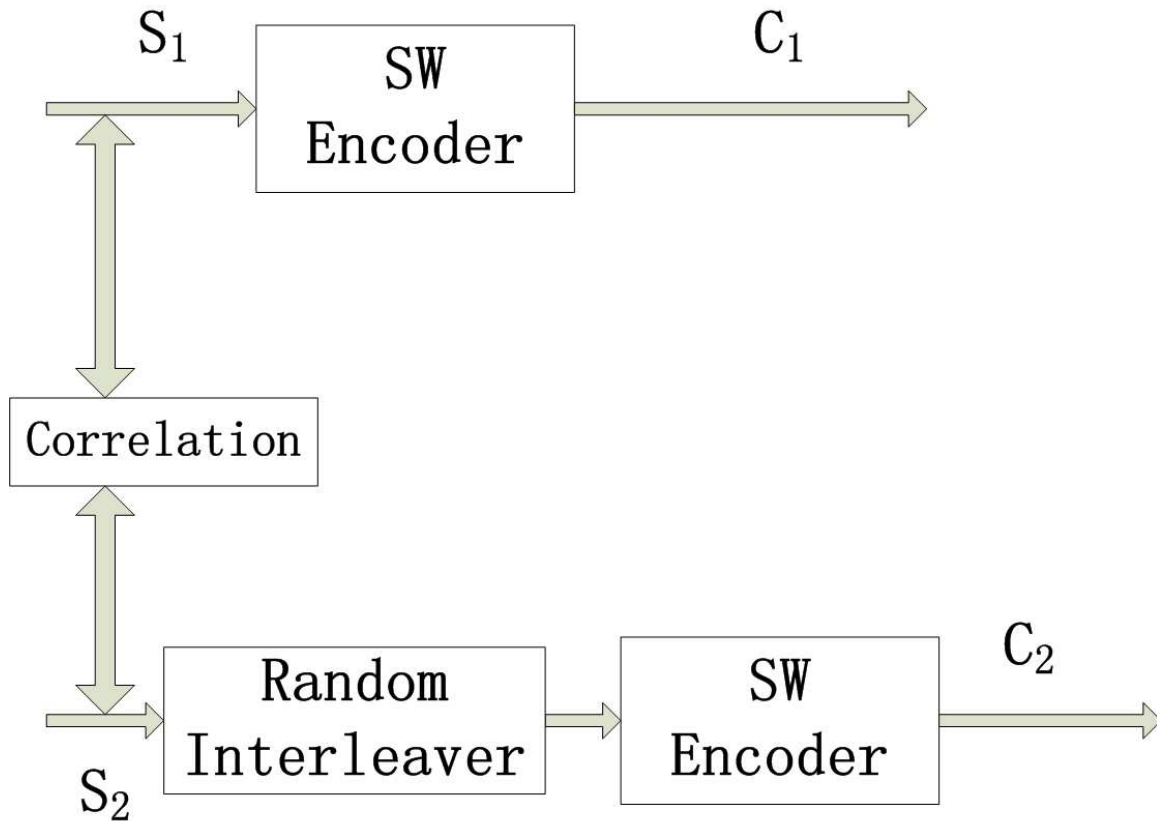 S₁
SW
Encoder
C₁
Correlation
S₂
Random
Interleaver
SW
Encoder
C₂